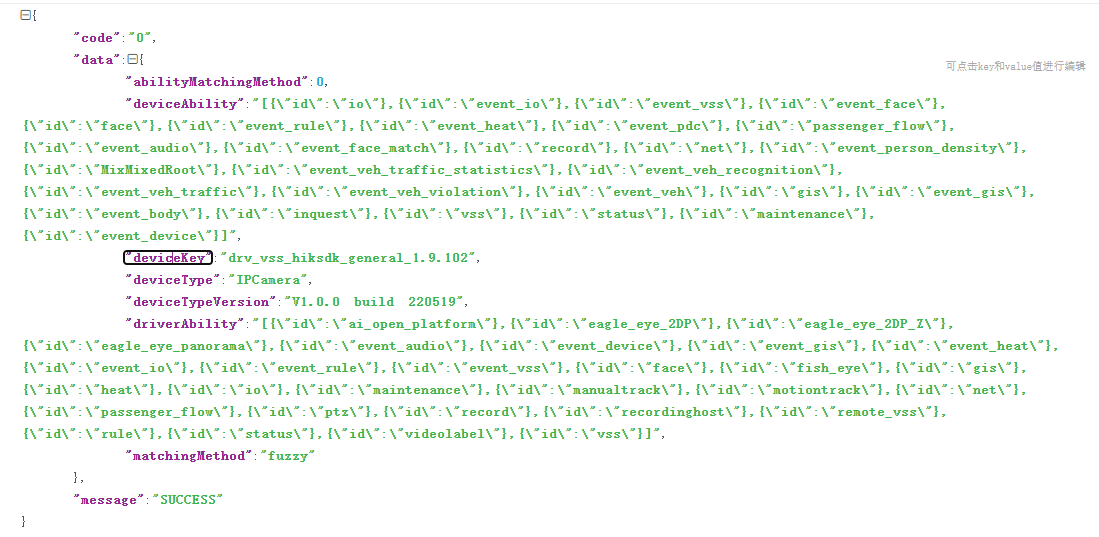 {
"code":"0",
"data":{
可点击key和value值进行编辑
"abilityMatchingMethod":0,
"deviceAbility":"[{\"id\":\"io\"},{\"id\":\"event_io\"},{\"id\":\"event_vss\"},{\"id\":\"event_face\"},
{\"id\":\"face\"},{\"id\":\"event_rule\"},{\"id\":\"event_heat\"},{\"id\":\"event_pdc\"},{\"id\":\"passenger_flow\"},
{\"id\":\"event_audio\"},{\"id\":\"event_face_match\"},{\"id\":\"record\"},{\"id\":\"net\"},{\"id\":\"event_person_density\"},
{\"id\":\"MixMixedRoot\"},{\"id\":\"event_veh_traffic_statistics\"},{\"id\":\"event_veh_recognition\"},
{\"id\":\"event_veh_traffic\"},{\"id\":\"event_veh_violation\"},{\"id\":\"event_veh\"},{\"id\":\"gis\"},{\"id\":\"event_gis\"},
{\"id\":\"event_body\"},{\"id\":\"inquest\"},{\"id\":\"vss\"},{\"id\":\"status\"},{\"id\":\"maintenance\"},
{\"id\":\"event_device\"}]",
"deviceKey":"drv_vss_hiksdk_general_1.9.102",
"deviceType":"IPCamera",
"deviceTypeVersion":"V1.0.0 build 220519",
"driverAbility":"[{\"id\":\"ai_open_platform\"},{\"id\":\"eagle_eye_2DP\"},{\"id\":\"eagle_eye_2DP_Z\"},
{\"id\":\"eagle_eye_panorama\"},{\"id\":\"event_audio\"},{\"id\":\"event_device\"},{\"id\":\"event_gis\"},{\"id\":\"event_heat\"},
{\"id\":\"event_io\"},{\"id\":\"event_rule\"},{\"id\":\"event_vss\"},{\"id\":\"face\"},{\"id\":\"fish_eye\"},{\"id\":\"gis\"},
{\"id\":\"heat\"},{\"id\":\"io\"},{\"id\":\"maintenance\"},{\"id\":\"manualtrack\"},{\"id\":\"motiontrack\"},{\"id\":\"net\"},
{\"id\":\"passenger_flow\"},{\"id\":\"ptz\"},{\"id\":\"record\"},{\"id\":\"recordinghost\"},{\"id\":\"remote_vss\"},
{\"id\":\"rule\"},{\"id\":\"status\"},{\"id\":\"videolabel\"},{\"id\":\"vss\"}]",
"matchingMethod":"fuzzy"
},
"message":"SUCCESS"
}